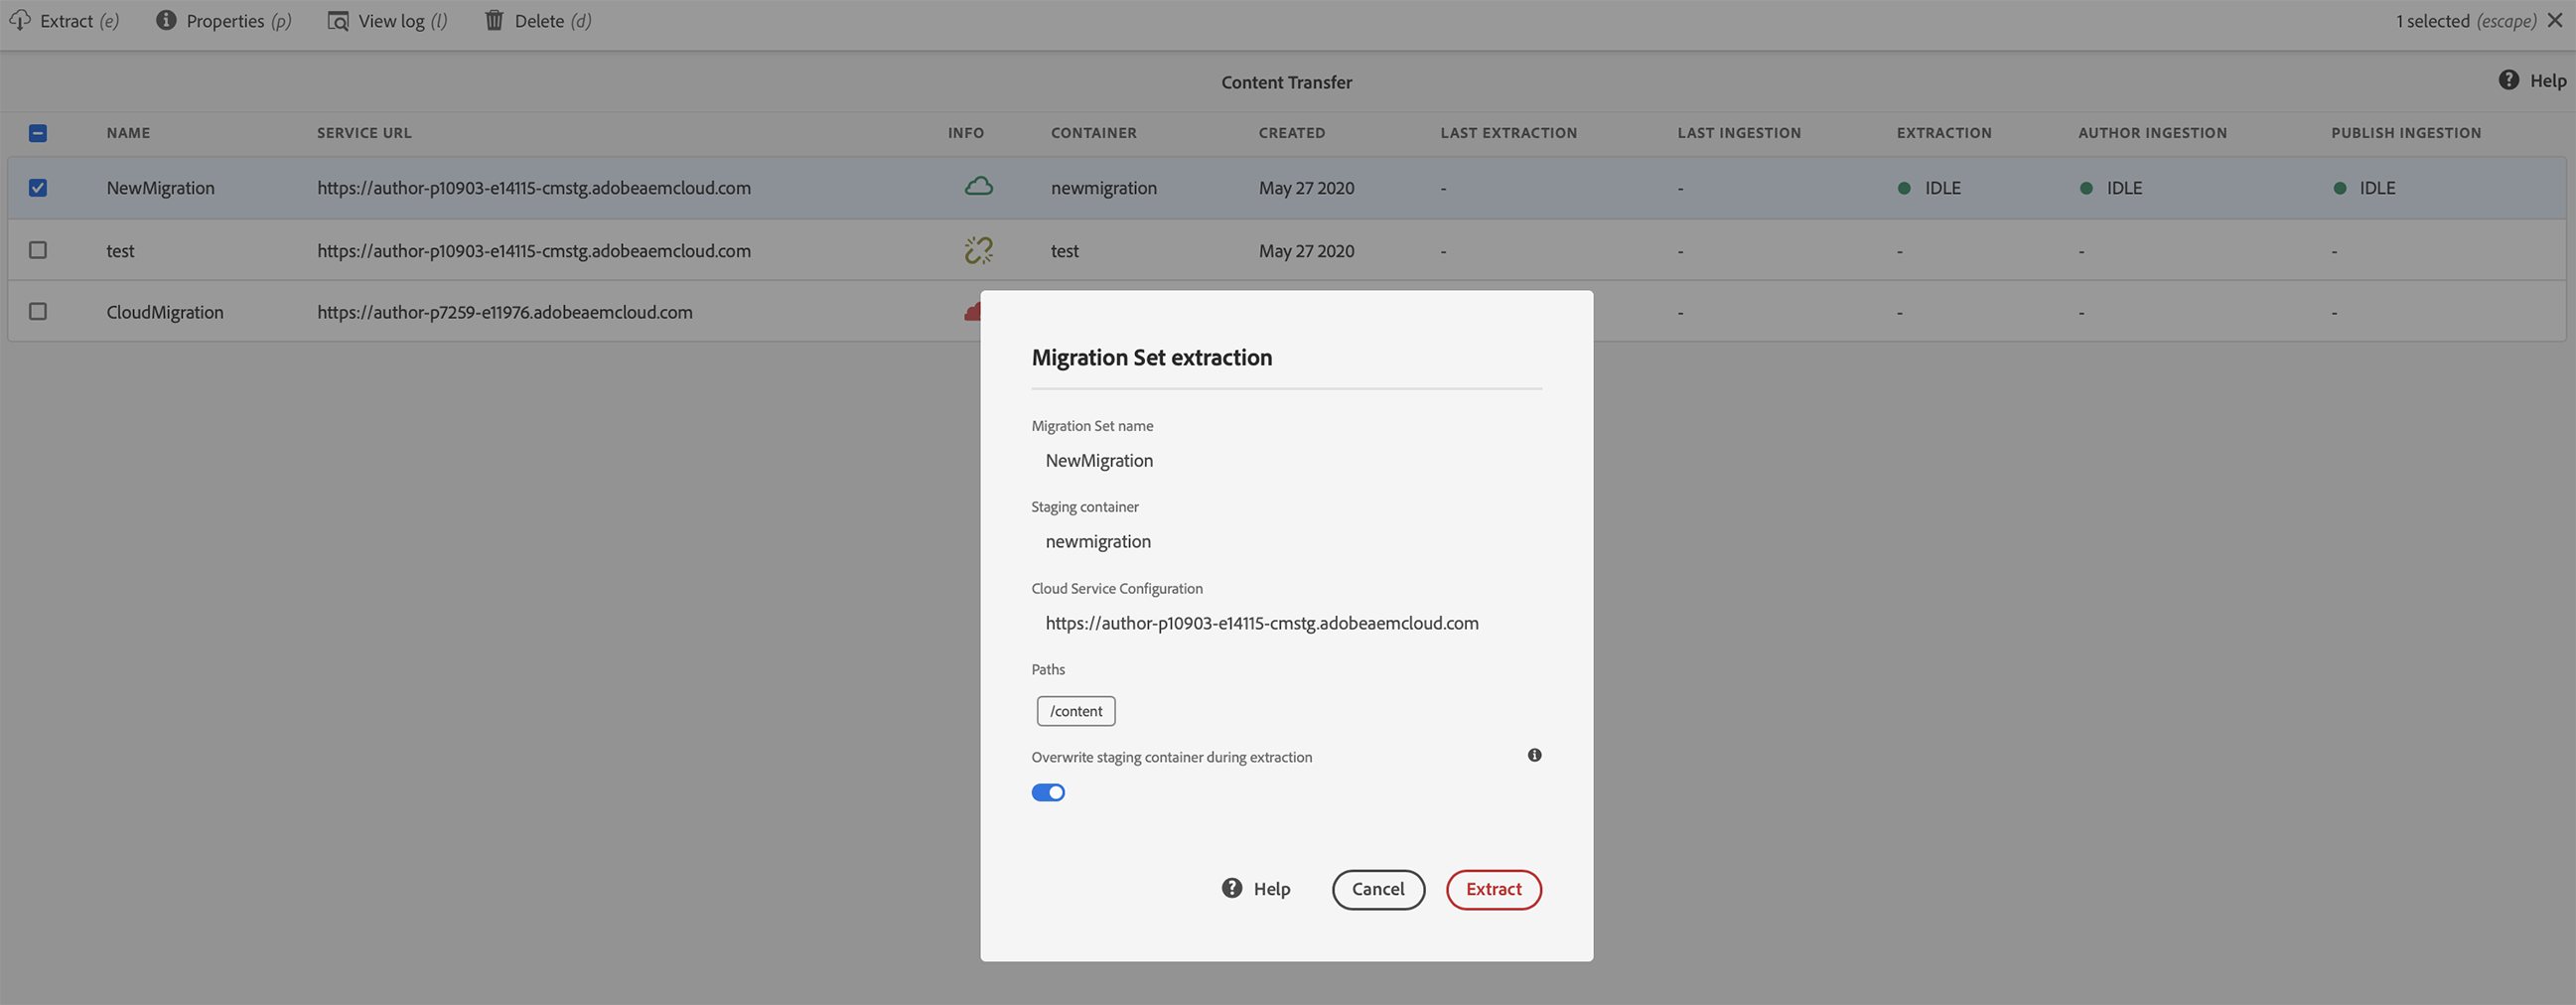 Extract (e) Properties (p) View log (l) Delete (d) 1 selected (escape)
Content Transfer Help
NAME SERVICE URL INFO CONTAINER CREATED LAST EXTRACTION LAST INGESTION EXTRACTION AUTHOR INGESTION PUBLISH INGESTION
NewMigration https://author-p10903-e14115-cmstg.adobeaemcloud.com newmigration May 27 2020 - - IDLE IDLE IDLE
test https://author-p10903-e14115-cmstg.adobeaemcloud.com test May 27 2020 - - - - -
CloudMigration https://author-p7259-e11976.adobeaemcloud.com - - - -
Migration Set extraction
Migration Set name
NewMigration
Staging container
newmigration
Cloud Service Configuration
https://author-p10903-e14115-cmstg.adobeaemcloud.com
Paths
/content
Overwrite staging container during extraction
Help Cancel Extract